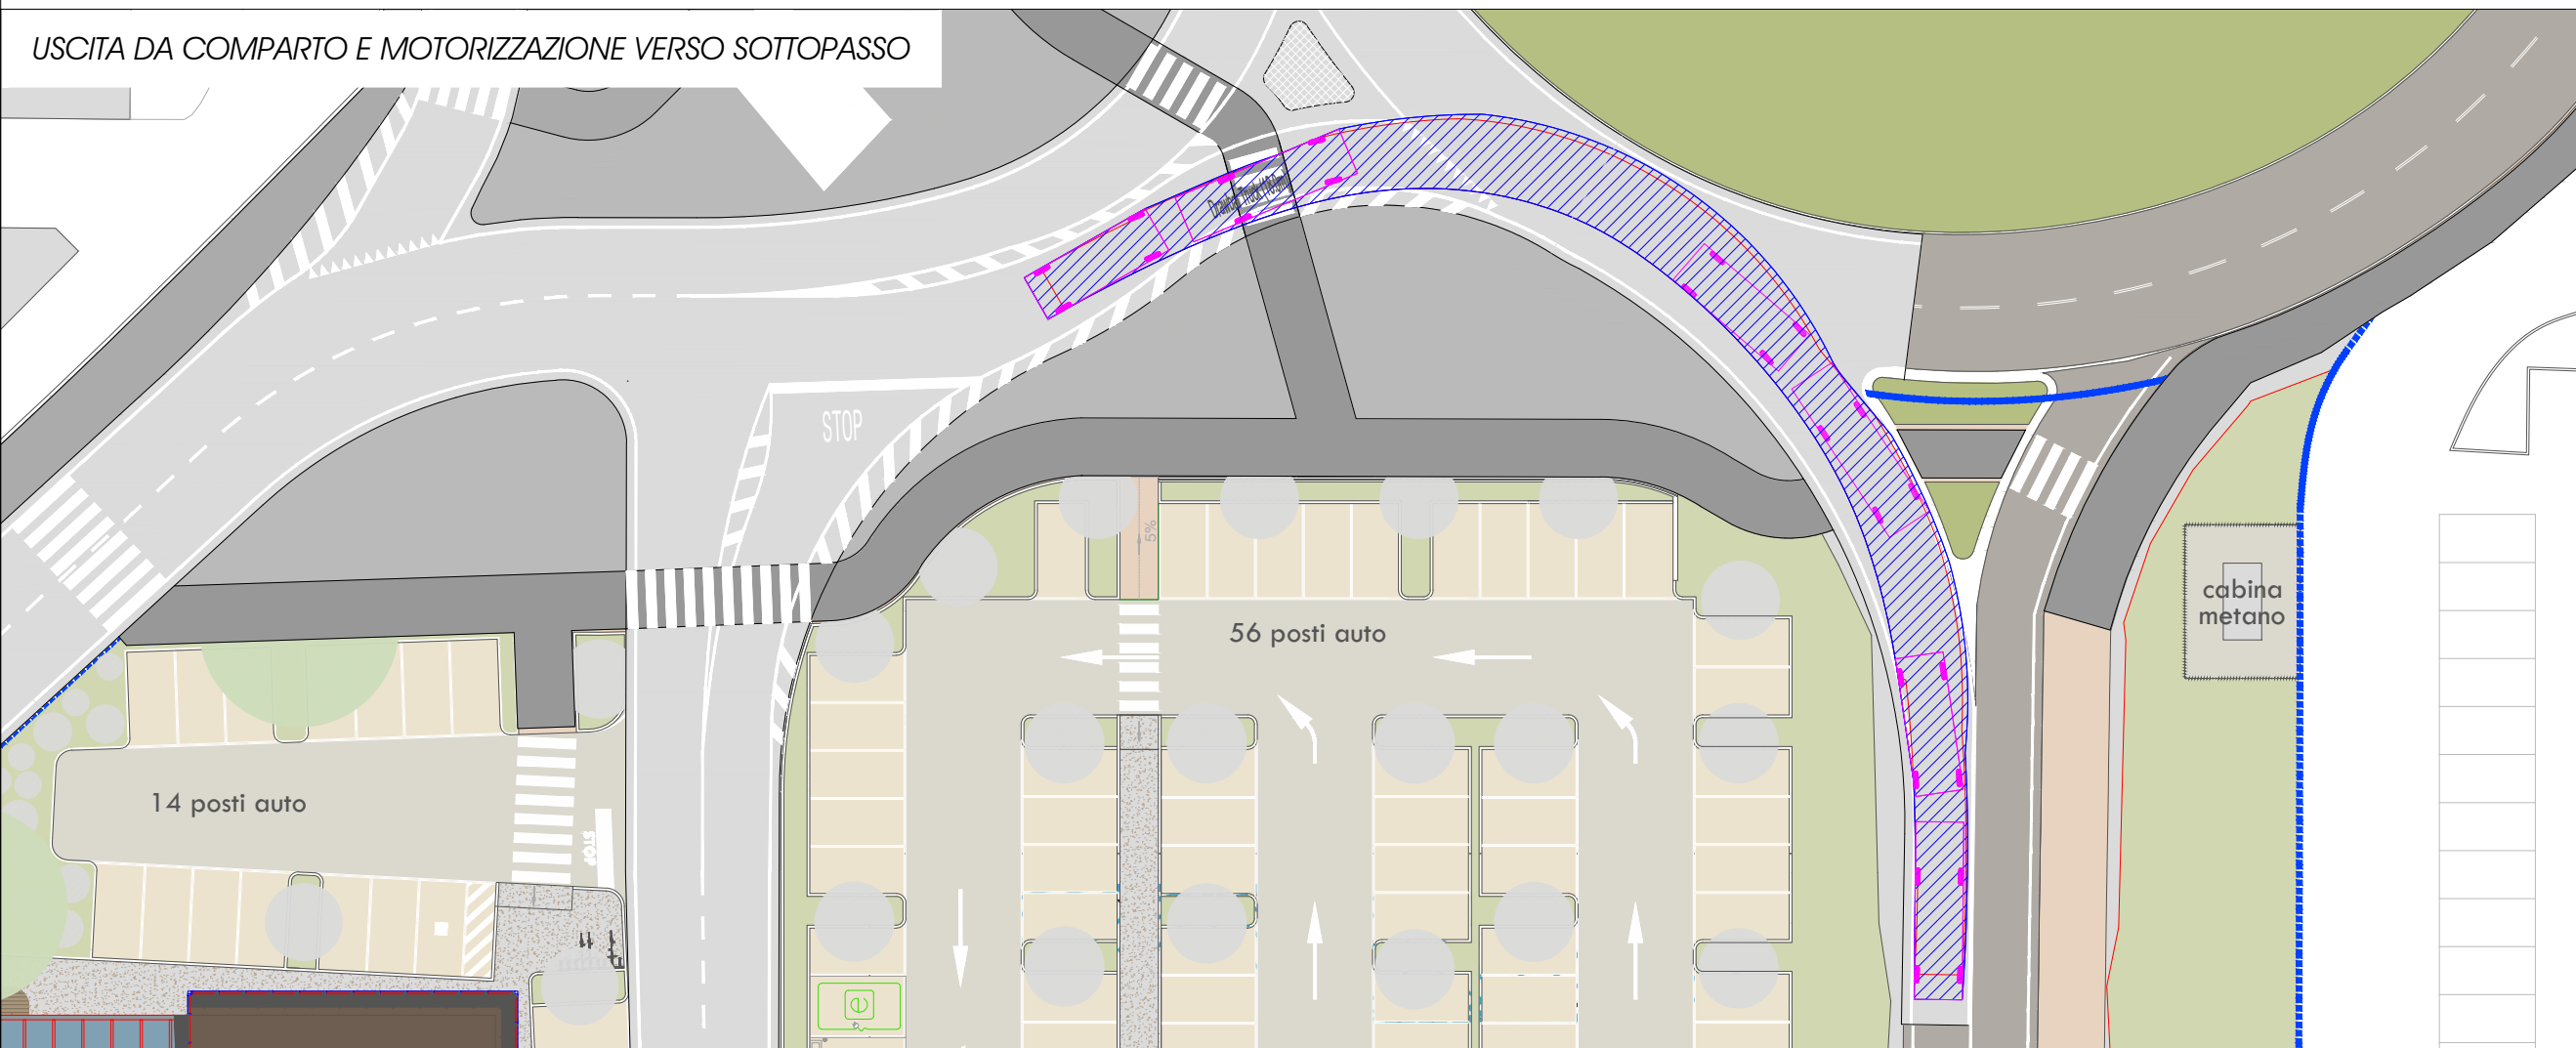 USCITA DA COMPARTO E MOTORIZZAZIONE VERSO SOTTOPASSO
STOP
5%
cabina
metano
56 posti auto
14 posti auto
STOP
e